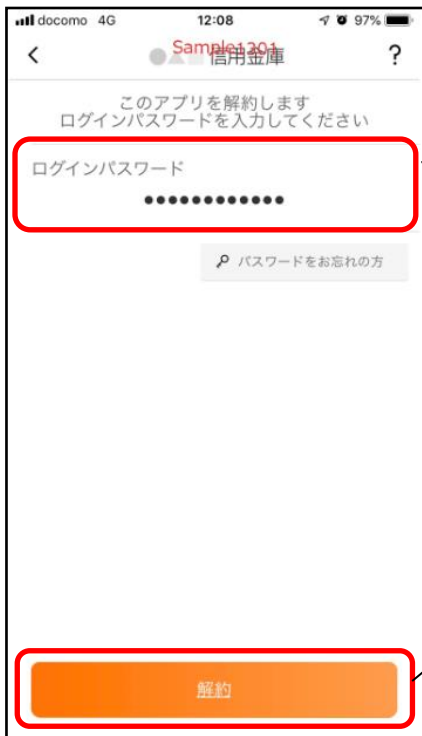 docomo 4G 12:08 97%
Sample1201
●▲■信用金庫 ?
このアプリを解約します
ログインパスワードを入力してください
ログインパスワード
●●●●●●●●●●●●
パスワードをお忘れの方
解約